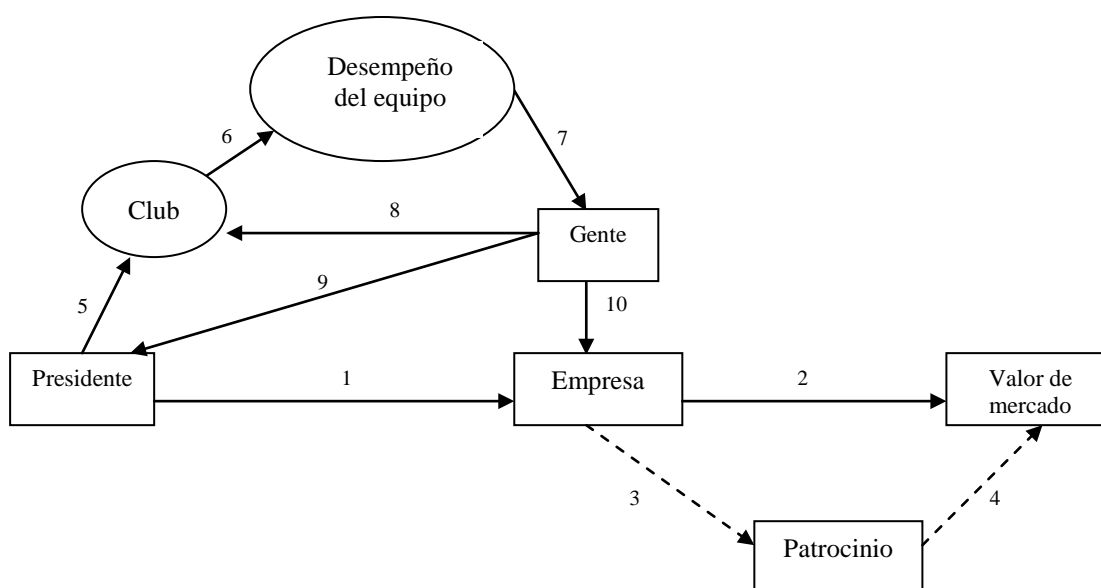 Desempeño
del equipo
6
7
Club
8
Gente
9
5
10
Presidente
1
Empresa
2
Valor de
mercado
3
4
Patrocinio